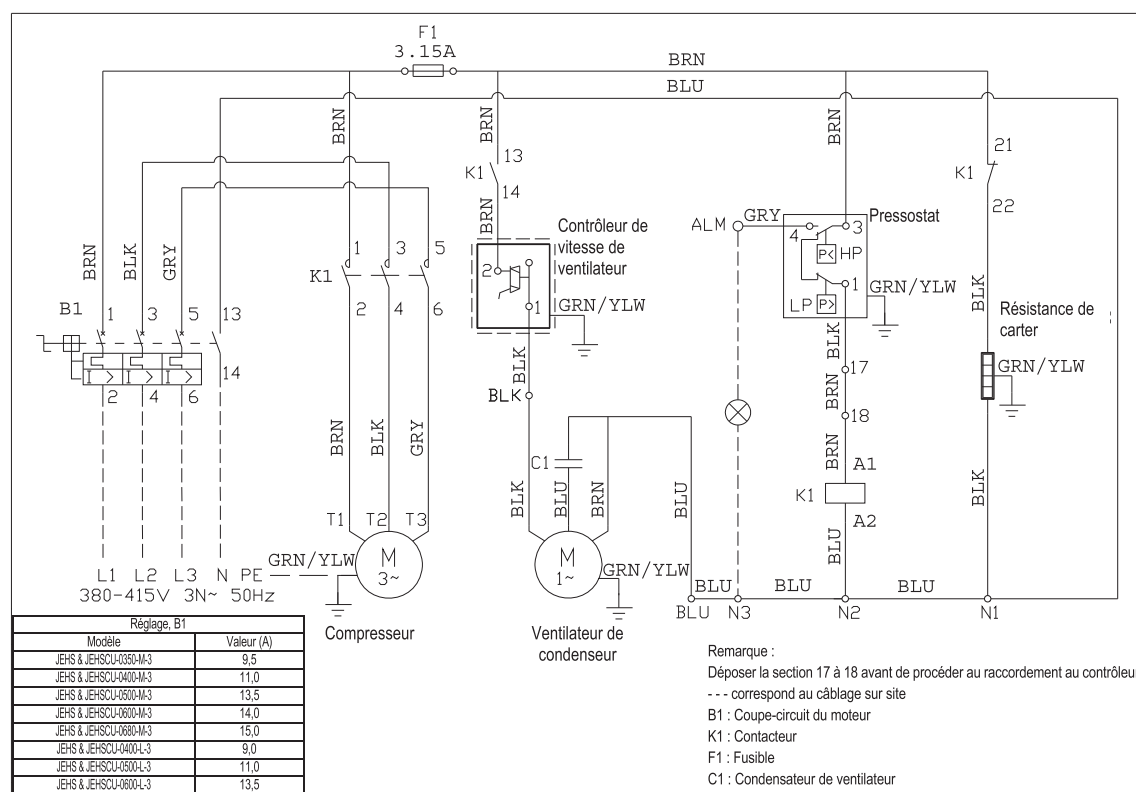 F1
3.15A
BRN
BLU
BRN
BRN
BRN
13
K1
14
BRN
21
K1
22
BRN
BLK
GRY
1
3
5
K1
2
4
6
Contrôleur de
vitesse de
ventilateur
2
1
GRN/YLW
ALM
GRY
Pressostat
4
3
P<
HP
LP
P>
1
GRN/YLW
BLK
Résistance de
carter
GRN/YLW
B1
1
3
5
13
I >
I >
I >
2
4
6
14
BLK
BLK
BLK
17
BRN
18
BRN
A1
K1
A2
BLU
BLK
BRN
BLK
GRY
C1
BLK
BLU
BRN
BLU
T1
T2
T3
M
3~
GRN/YLW
M
1~
GRN/YLW
L1
L2
L3
N
PE
380-415V 3N~ 50Hz
BLU
BLU
BLU
BLU
N3
N2
N1
Compresseur
Ventilateur de
condenseur
Réglage, B1
Modèle Valeur (A)
JEHS & JEHSCU-0350-M-3 9,5
JEHS & JEHSCU-0400-M-3 11,0
JEHS & JEHSCU-0500-M-3 13,5
JEHS & JEHSCU-0600-M-3 14,0
JEHS & JEHSCU-0680-M-3 15,0
JEHS & JEHSCU-0400-L-3 9,0
JEHS & JEHSCU-0500-L-3 11,0
JEHS & JEHSCU-0600-L-3 13,5
Remarque :
Déposer la section 17 à 18 avant de procéder au raccordement au contrôleur
- - - correspond au câblage sur site
B1 : Coupe-circuit du moteur
K1 : Contacteur
F1 : Fusible
C1 : Condensateur de ventilateur